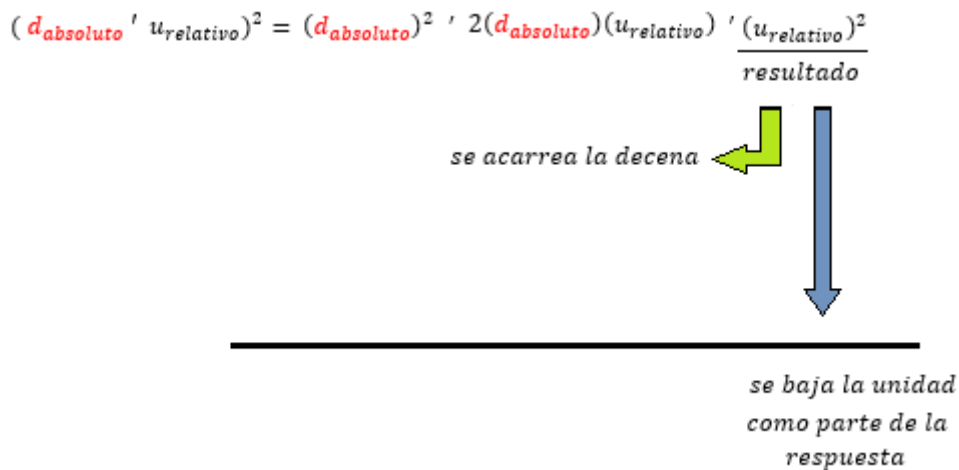 ( d_absoluto ′ u_relativo)² = (d_absoluto)² ′ 2(d_absoluto)(u_relativo) ′ (u_relativo)²
resultado
se acarrea la decena
se baja la unidad
como parte de la
respuesta